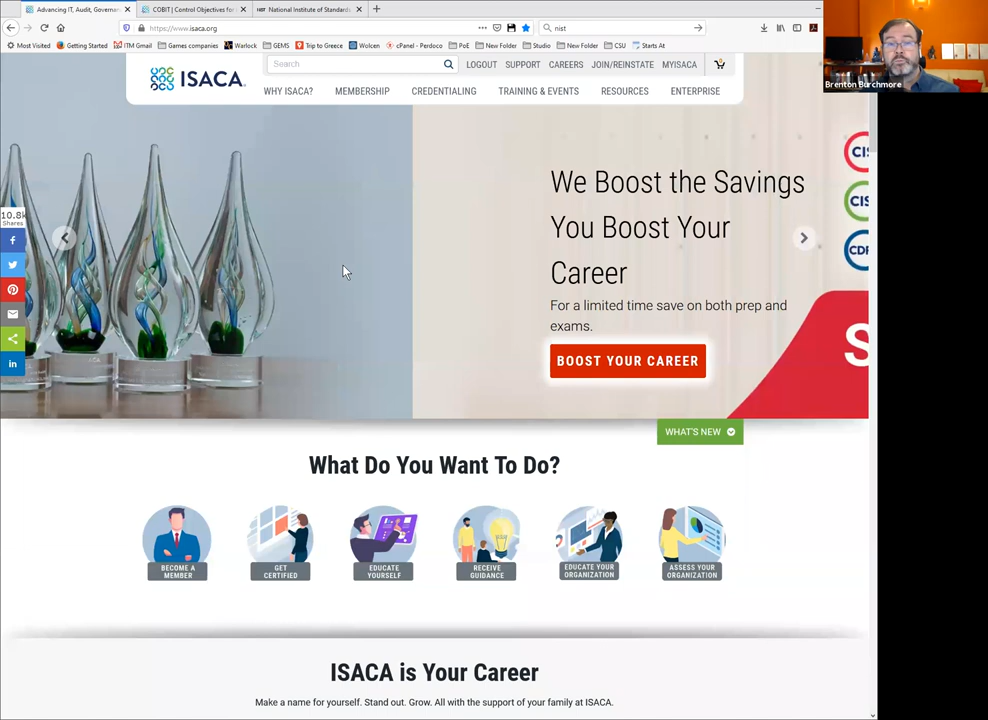 Advancing IT, Audit, Governan
COBIT | Control Objectives for
NIST National Institute of Standards
https://www.isaca.org
nist
Most Visited
Getting Started
ITM Gmail
Games companies
Warlock
GEMS
Trip to Greece
Wolcen
cPanel - Perdoco
PoE
New Folder
Studio
New Folder
CSU
Starts At
Brenton Burchmore
ISACA
Search
LOGOUT
SUPPORT
CAREERS
JOIN/REINSTATE
MYISACA
WHY ISACA?
MEMBERSHIP
CREDENTIALING
TRAINING & EVENTS
RESOURCES
ENTERPRISE
10.8k
Shares
We Boost the Savings
You Boost Your
Career
For a limited time save on both prep and
exams.
BOOST YOUR CAREER
CIS
CIS
CDP
S
WHAT'S NEW
What Do You Want To Do?
BECOME A
MEMBER
GET
CERTIFIED
EDUCATE
YOURSELF
RECEIVE
GUIDANCE
EDUCATE YOUR
ORGANIZATION
ASSESS YOUR
ORGANIZATION
ISACA is Your Career
Make a name for yourself. Stand out. Grow. All with the support of your family at ISACA.